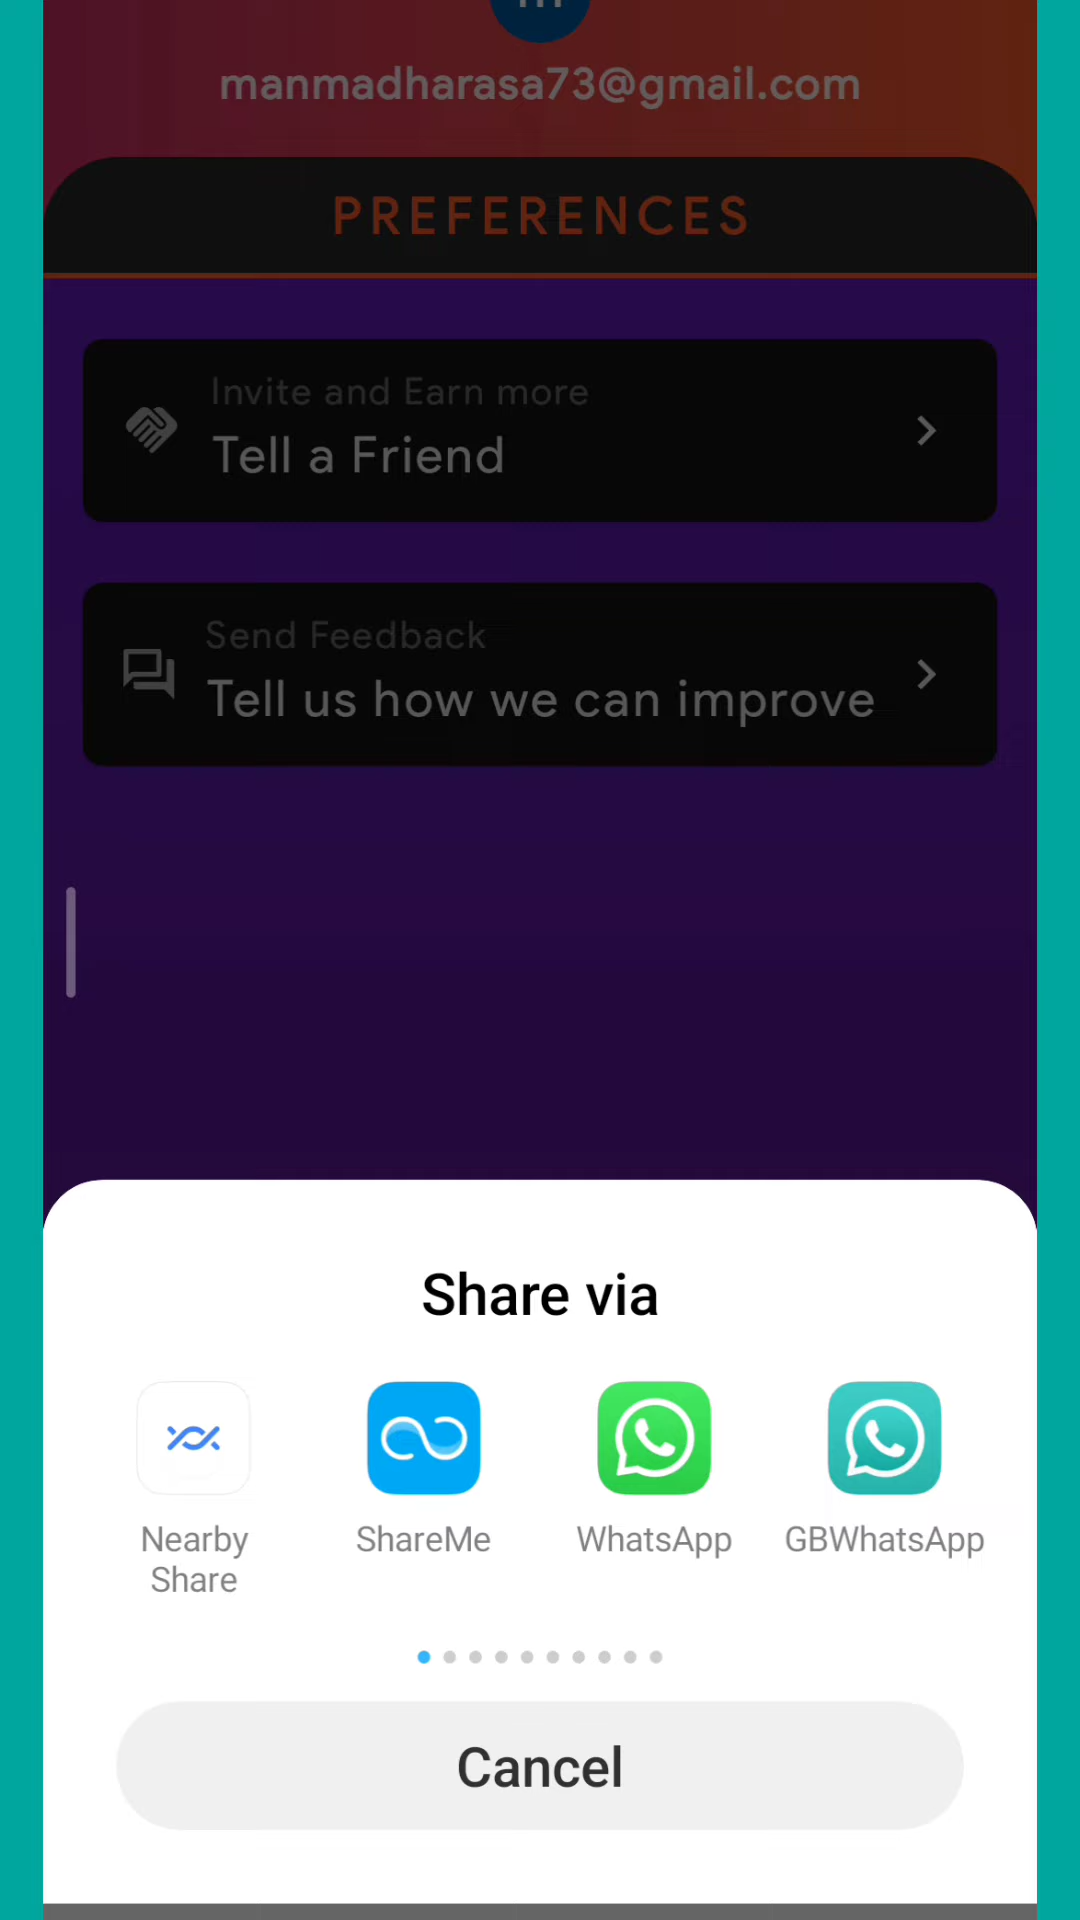 manmadharasa73@gmail.com
PREFERENCES
Invite and Earn more
Tell a Friend
Send Feedback
Tell us how we can improve
Share via
Nearby
Share
ShareMe
WhatsApp
GBWhatsApp
Cancel